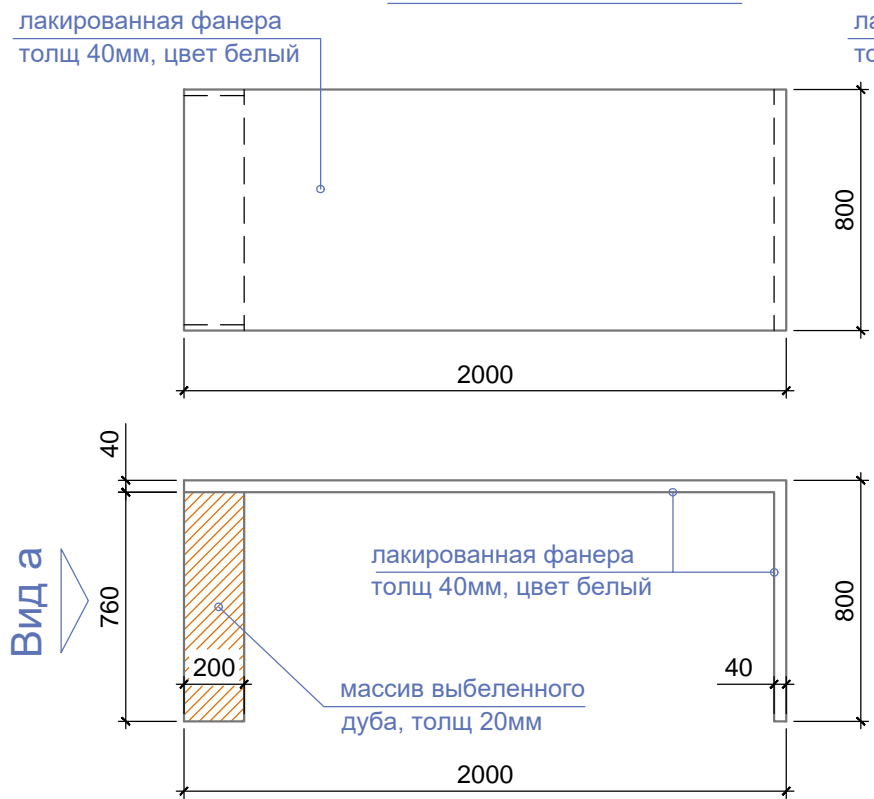 лакированная фанера
толщ 40мм, цвет белый
800
2000
40
760
Вид а
лакированная фанера
толщ 40мм, цвет белый
800
200
40
массив выбеленного
дуба, толщ 20мм
2000